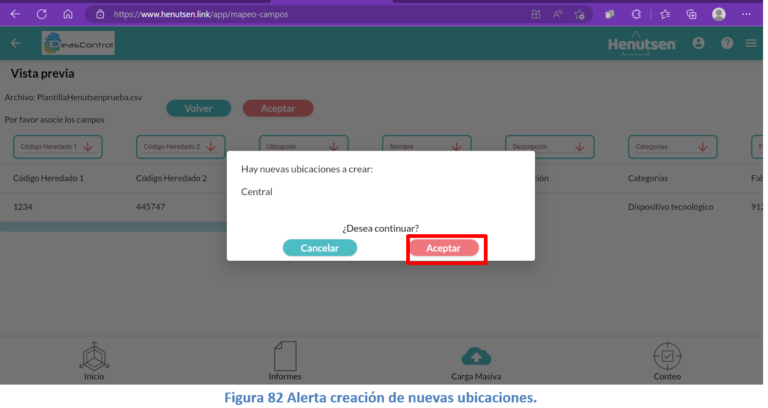 https://www.henutsen.link/app/mapeo-campos
BeasControl
Henutsen
Vista previa
Archivo: PlantillaHenutsenprueba.csv
Volver
Aceptar
Por favor asocie los campos
Código Heredado 1
Código Heredado 2
Ubicación
Nombre
Descripción
Categorías
F
Código Heredado 1
Código Heredado 2
ción
Categorías
Fab
1234
445747
Dispositivo tecnológico
912
Hay nuevas ubicaciones a crear:
Central
¿Desea continuar?
Cancelar
Aceptar
Inicio
Informes
Carga Masiva
Conteo
Figura 82 Alerta creación de nuevas ubicaciones.